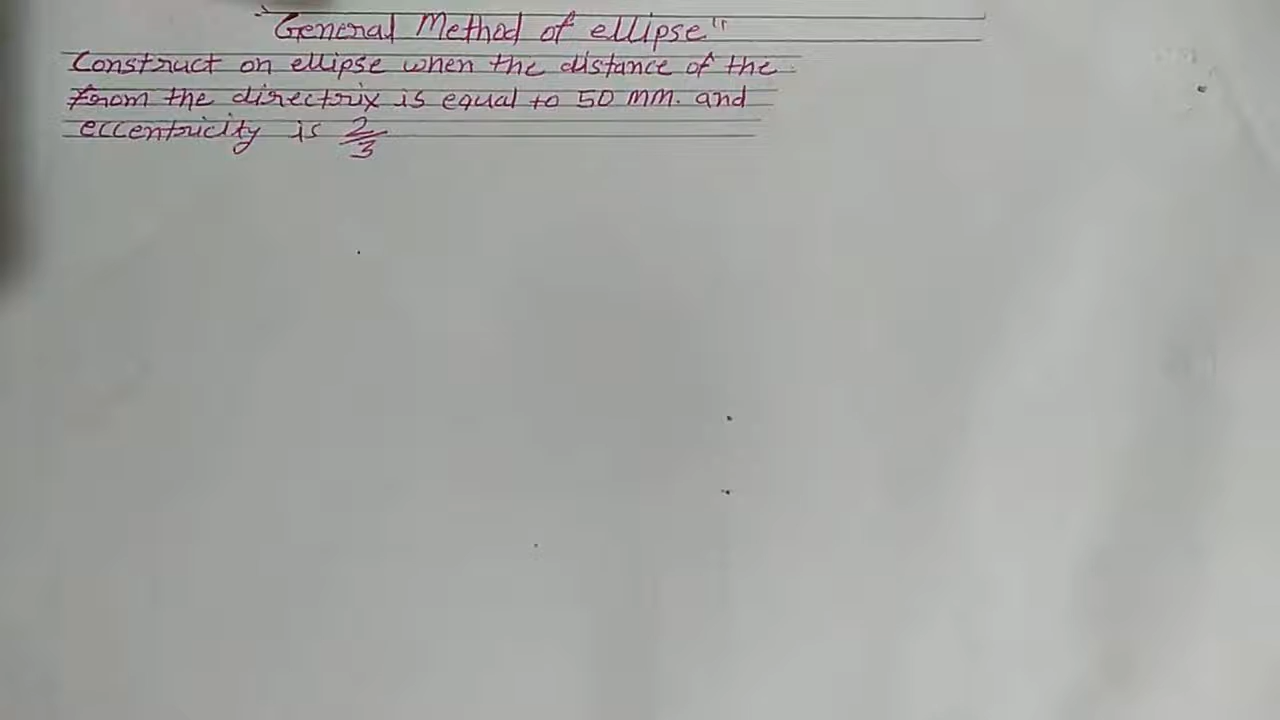 General Method of ellipse"
Construct on ellipse when the distance of the
from the directrix is equal to 50 mm. and
eccentricity is 2/3